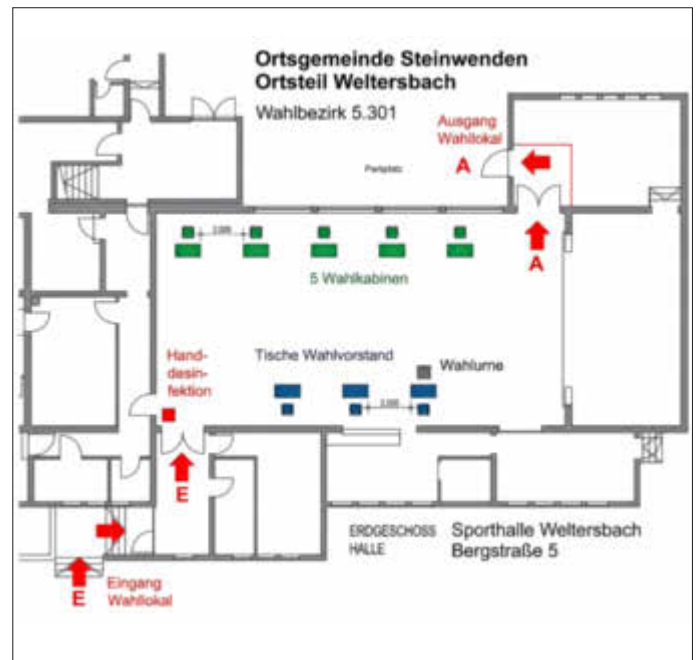 Ortsgemeinde Steinwenden
Ortsteil Weltersbach
Wahlbezirk 5.301
Ausgang
Wahllokal
A
Parkplatz
A
5 Wahlkabinen
Hand-
desin-
fektion
Tische Wahlvorstand
Wahlurne
E
ERDGESCHOSS
HALLE
Sporthalle Weltersbach
Bergstraße 5
Eingang
Wahllokal
E